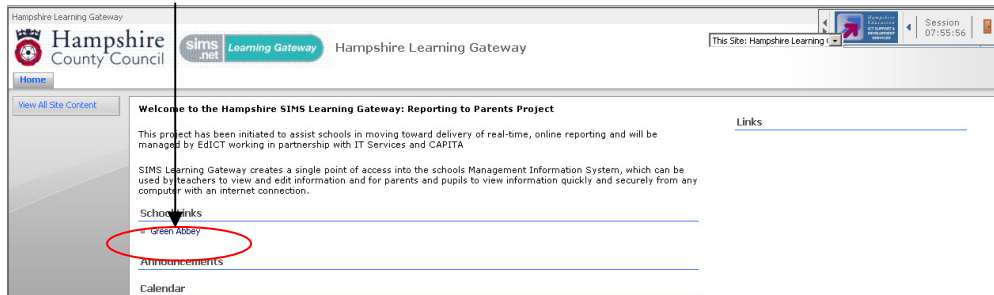 Hampshire Learning Gateway
Hampshire
County Council
sims
.net
Learning Gateway
Hampshire Learning Gateway
This Site: Hampshire Learning
Hampshire
Education
ICT SUPPORT &
DEVELOPMENT
SERVICES
Session
07:55:56
Home
View All Site Content
Welcome to the Hampshire SIMS Learning Gateway: Reporting to Parents Project
Links
This project has been initiated to assist schools in moving toward delivery of real-time, online reporting and will be
managed by EdICT working in partnership with IT Services and CAPITA
SIMS Learning Gateway creates a single point of access into the schools Management Information System, which can be
used by teachers to view and edit information and for parents and pupils to view information quickly and securely from any
computer with an internet connection.
School Links
Green Abbey
Announcements
Calendar